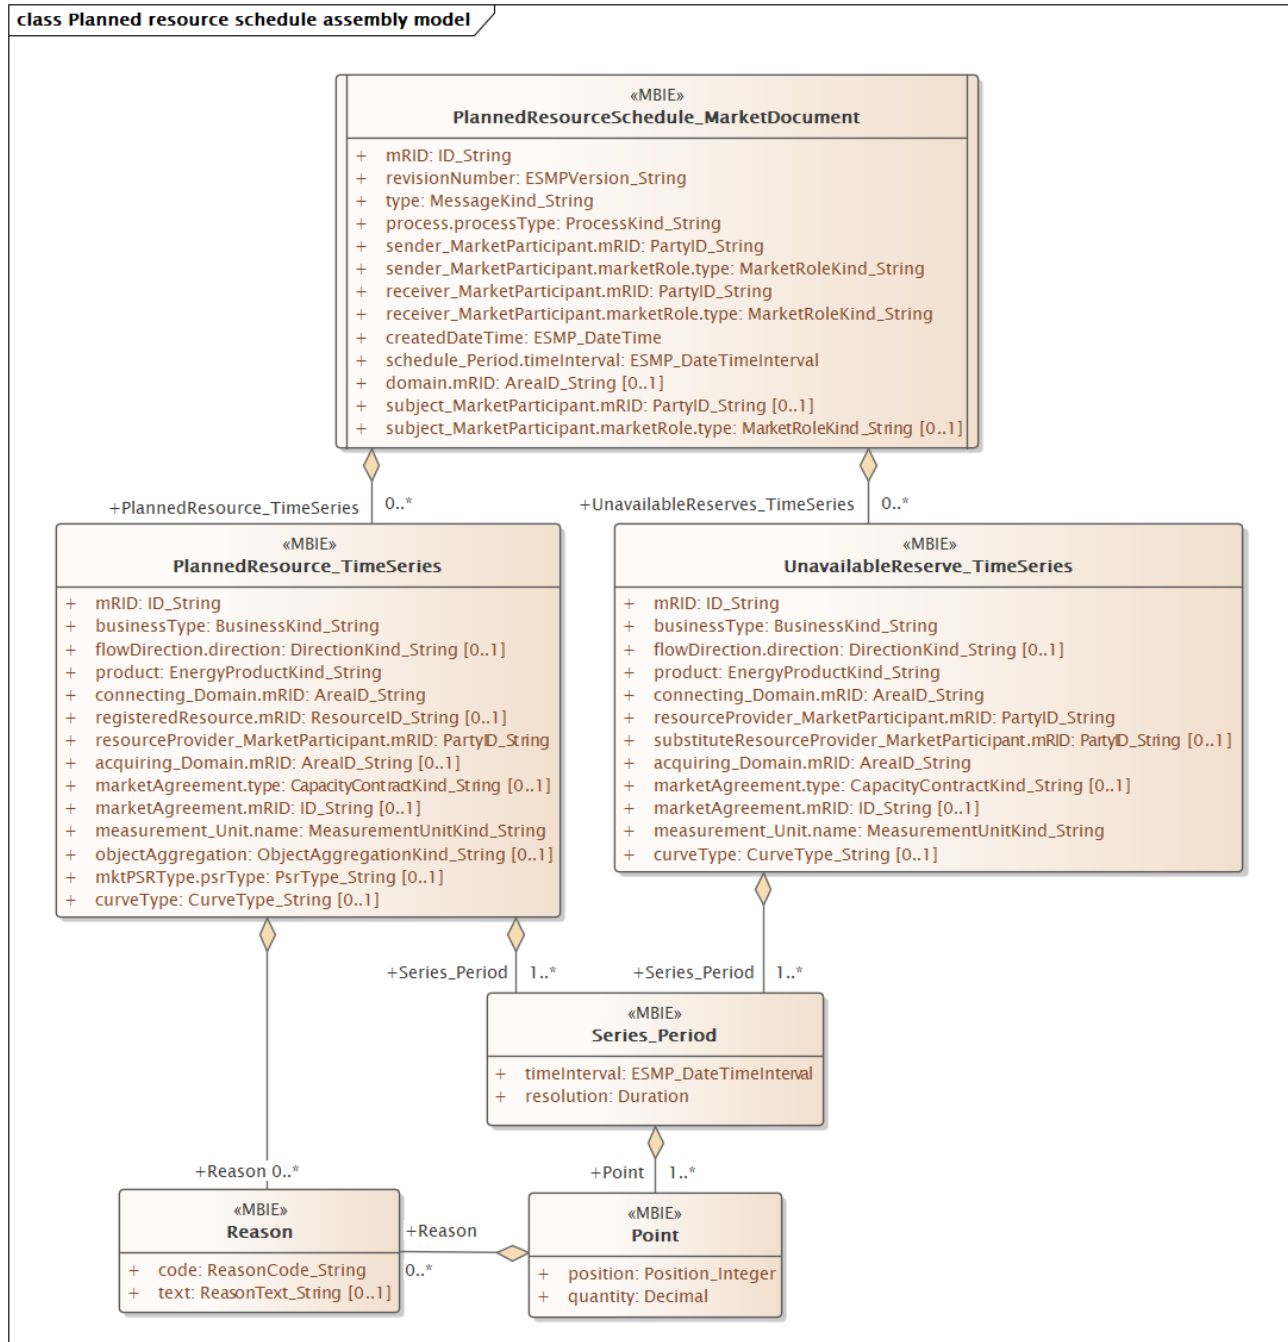 class Planned resource schedule assembly model
«MBIE»
PlannedResourceSchedule_MarketDocument
+ mRID: ID_String
+ revisionNumber: ESMPVersion_String
+ type: MessageKind_String
+ process.processType: ProcessKind_String
+ sender_MarketParticipant.mRID: PartyID_String
+ sender_MarketParticipant.marketRole.type: MarketRoleKind_String
+ receiver_MarketParticipant.mRID: PartyID_String
+ receiver_MarketParticipant.marketRole.type: MarketRoleKind_String
+ createdDateTime: ESMP_DateTime
+ schedule_Period.timeInterval: ESMP_DateTimeInterval
+ domain.mRID: AreaID_String [0..1]
+ subject_MarketParticipant.mRID: PartyID_String [0..1]
+ subject_MarketParticipant.marketRole.type: MarketRoleKind_String [0..1]
+PlannedResource_TimeSeries 0..*
+UnavailableReserves_TimeSeries 0..*
«MBIE»
PlannedResource_TimeSeries
+ mRID: ID_String
+ businessType: BusinessKind_String
+ flowDirection.direction: DirectionKind_String [0..1]
+ product: EnergyProductKind_String
+ connecting_Domain.mRID: AreaID_String
+ registeredResource.mRID: ResourceID_String [0..1]
+ resourceProvider_MarketParticipant.mRID: PartyID_String
+ acquiring_Domain.mRID: AreaID_String [0..1]
+ marketAgreement.type: CapacityContractKind_String [0..1]
+ marketAgreement.mRID: ID_String [0..1]
+ measurement_Unit.name: MeasurementUnitKind_String
+ objectAggregation: ObjectAggregationKind_String [0..1]
+ mktPSRType.psrType: PsrType_String [0..1]
+ curveType: CurveType_String [0..1]
«MBIE»
UnavailableReserve_TimeSeries
+ mRID: ID_String
+ businessType: BusinessKind_String
+ flowDirection.direction: DirectionKind_String [0..1]
+ product: EnergyProductKind_String
+ connecting_Domain.mRID: AreaID_String
+ resourceProvider_MarketParticipant.mRID: PartyID_String
+ substituteResourceProvider_MarketParticipant.mRID: PartyID_String [0..1]
+ acquiring_Domain.mRID: AreaID_String
+ marketAgreement.type: CapacityContractKind_String [0..1]
+ marketAgreement.mRID: ID_String [0..1]
+ measurement_Unit.name: MeasurementUnitKind_String
+ curveType: CurveType_String [0..1]
+Series_Period 1..*
+Series_Period 1..*
«MBIE»
Series_Period
+ timeInterval: ESMP_DateTimeInterval
+ resolution: Duration
+Reason 0..*
+Point 1..*
«MBIE»
Reason
+ code: ReasonCode_String
+ text: ReasonText_String [0..1]
+Reason
0..*
«MBIE»
Point
+ position: Position_Integer
+ quantity: Decimal